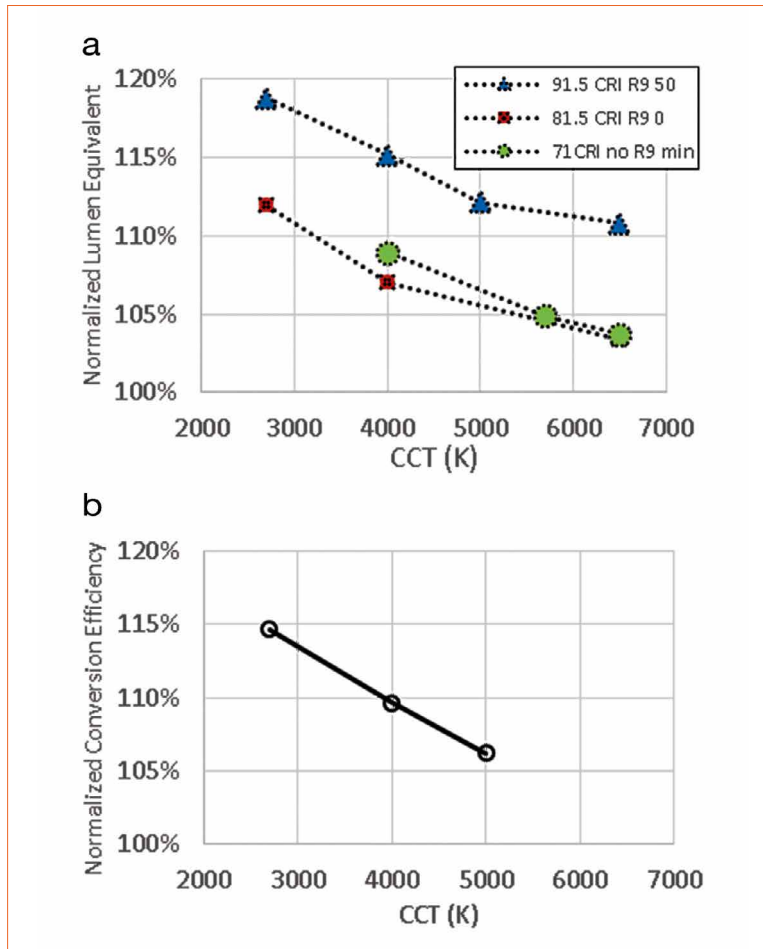 a
Normalized Lumen Equivalent
120%
115%
110%
105%
100%
91.5 CRI R9 50
81.5 CRI R9 0
71CRI no R9 min
2000 3000 4000 5000 6000 7000
CCT (K)
b
Normalized Conversion Efficiency
120%
115%
110%
105%
100%
2000 3000 4000 5000 6000 7000
CCT (K)